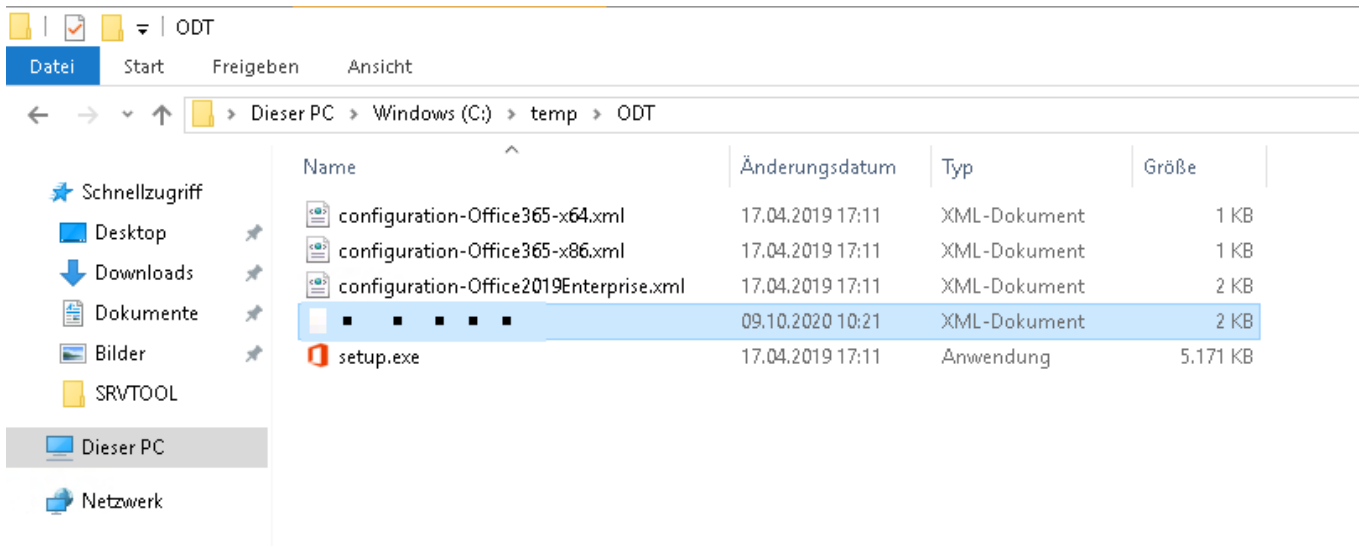 ODT
Datei Start Freigeben Ansicht
Dieser PC Windows (C:) temp ODT
Name Änderungsdatum Typ Größe
Schnellzugriff
Desktop
Downloads
Dokumente
Bilder
SRVTOOL
Dieser PC
Netzwerk
configuration-Office365-x64.xml 17.04.2019 17:11 XML-Dokument 1 KB
configuration-Office365-x86.xml 17.04.2019 17:11 XML-Dokument 1 KB
configuration-Office2019Enterprise.xml 17.04.2019 17:11 XML-Dokument 2 KB
09.10.2020 10:21 XML-Dokument 2 KB
setup.exe 17.04.2019 17:11 Anwendung 5.171 KB